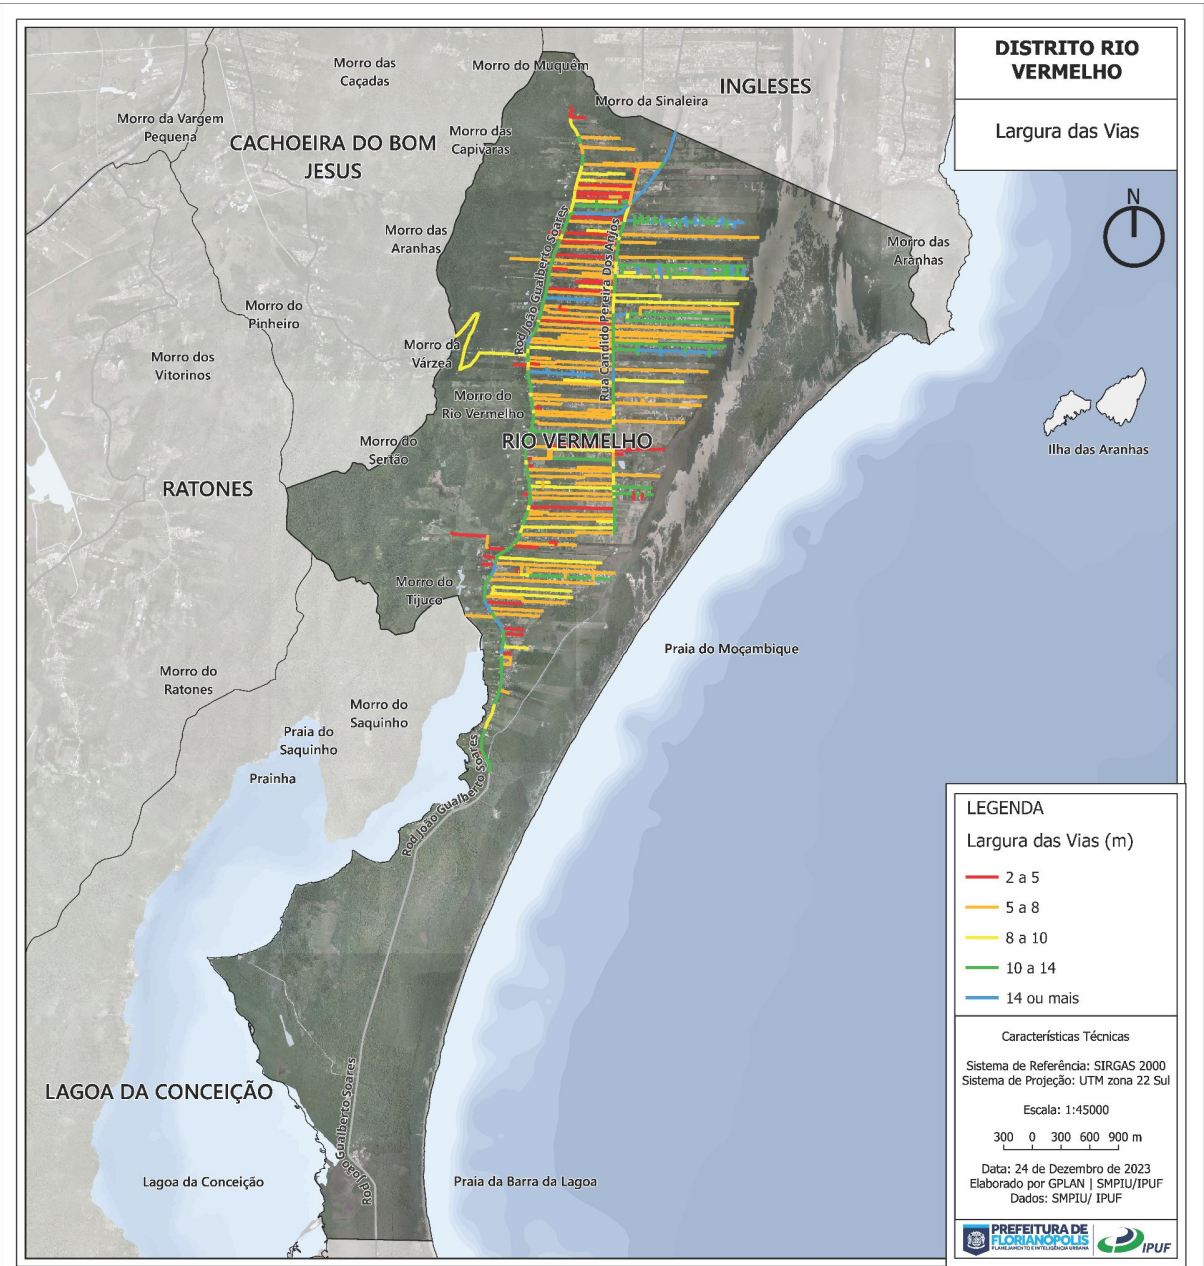 DISTRITO RIO
VERMELHO
Largura das Vias
N
Morro das
Caçadas
Morro do Muquém
INGLESES
Morro da Sinaleira
Morro da Vargem
Pequena
CACHOEIRA DO BOM
JESUS
Morro das
Capivaras
Morro das
Aranhas
Morro das
Aranhas
Rod João Gualberto Soares
Rua Candido Pereira Dos Anjos
Morro do
Pinheiro
Morro dos
Vitorinos
Morro da
Várzea
Morro do
Rio Vermelho
Ilha das Aranhas
RIO VERMELHO
Morro do
Sertão
RATONES
Morro do
Tijuco
Praia do Moçambique
Morro do
Ratones
Morro do
Saquinho
Praia do
Saquinho
Prainha
Rod João Gualberto Soares
LAGOA DA CONCEIÇÃO
Rod João Gualberto Soares
Lagoa da Conceição
Praia da Barra da Lagoa
LEGENDA
Largura das Vias (m)
2 a 5
5 a 8
8 a 10
10 a 14
14 ou mais
Características Técnicas
Sistema de Referência: SIRGAS 2000
Sistema de Projeção: UTM zona 22 Sul
Escala: 1:45000
300 0 300 600 900 m
Data: 24 de Dezembro de 2023
Elaborado por GPLAN | SMPIU/IPUF
Dados: SMPIU/ IPUF
PREFEITURA DE
FLORIANÓPOLIS
PLANEJAMENTO E INTELIGÊNCIA URBANA
IPUF